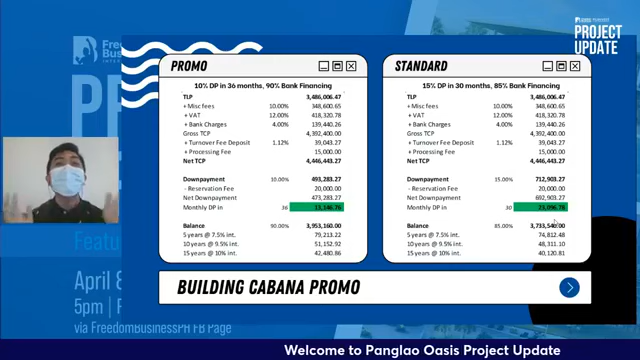 PROJECT
UPDATE
PROMO
10% DP in 36 months, 90% Bank Financing
TLP 3,486,006.47
+ Misc fees 10.00% 348,600.65
+ VAT 12.00% 418,320.78
+ Bank Charges 4.00% 139,440.26
Gross TCP 4,392,400.00
+ Turnover Fee Deposit 1.12% 39,043.27
+ Processing Fee 15,000.00
Net TCP 4,446,443.27
Downpayment 10.00% 493,283.27
- Reservation Fee 20,000.00
Net Downpayment 473,283.27
Monthly DP in 36 13,146.76
Balance 90.00% 3,953,160.00
5 years @ 7.5% int. 79,213.22
10 years @ 9.5% int. 51,152.92
15 years @ 10% int. 42,480.86
STANDARD
15% DP in 30 months, 85% Bank Financing
TLP 3,486,006.47
+ Misc fees 10.00% 348,600.65
+ VAT 12.00% 418,320.78
+ Bank Charges 4.00% 139,440.26
Gross TCP 4,392,400.00
+ Turnover Fee Deposit 1.12% 39,043.27
+ Processing Fee 15,000.00
Net TCP 4,446,443.27
Downpayment 15.00% 712,903.27
- Reservation Fee 20,000.00
Net Downpayment 692,903.27
Monthly DP in 30 23,096.78
Balance 85.00% 3,733,540.00
5 years @ 7.5% int. 74,812.48
10 years @ 9.5% int. 48,311.10
15 years @ 10% int. 40,120.81
BUILDING CABANA PROMO
April 8
5pm
via FreedomBusinessPH FB Page
Welcome to Panglao Oasis Project Update